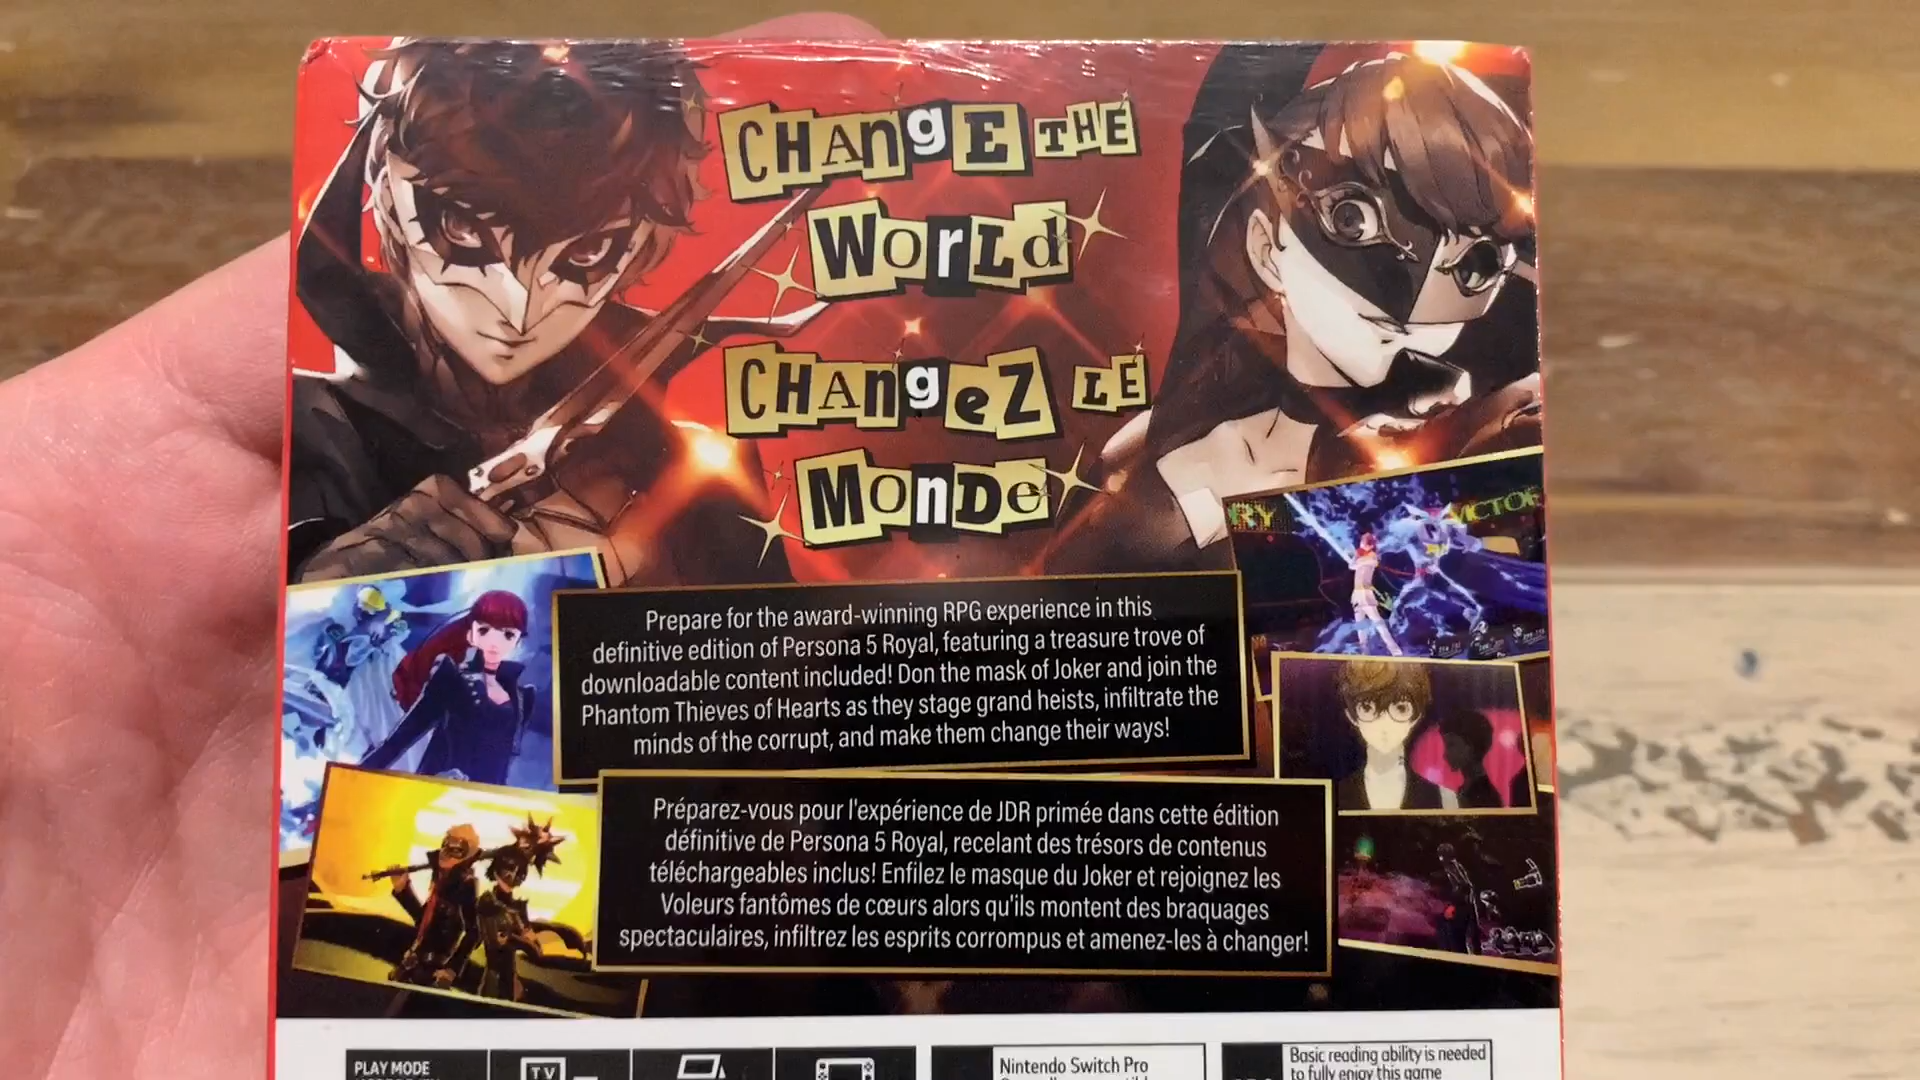 CHAngE THE
WorLd
CHAngeZ LE
MonDe
RY
VICTOR
Prepare for the award-winning RPG experience in this
definitive edition of Persona 5 Royal, featuring a treasure trove of
downloadable content included! Don the mask of Joker and join the
Phantom Thieves of Hearts as they stage grand heists, infiltrate the
minds of the corrupt, and make them change their ways!
Préparez-vous pour l'expérience de JDR primée dans cette édition
définitive de Persona 5 Royal, recelant des trésors de contenus
téléchargeables inclus! Enfilez le masque du Joker et rejoignez les
Voleurs fantômes de cœurs alors qu'ils montent des braquages
spectaculaires, infiltrez les esprits corrompus et amenez-les à changer!
PLAY MODE
TV
Nintendo Switch Pro
Basic reading ability is needed
to fully enjoy this game